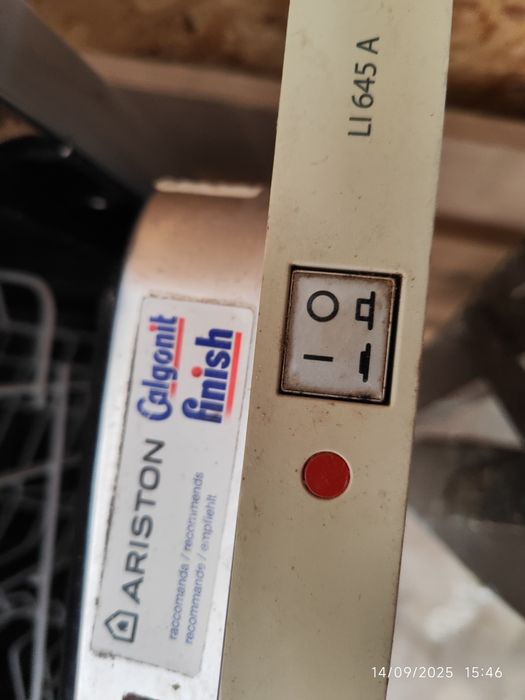 LI 645 A
O
I
Calgonit
finish
ARISTON
raccomanda / recommends
recommande / empfiehlt
14/09/2025 15:46